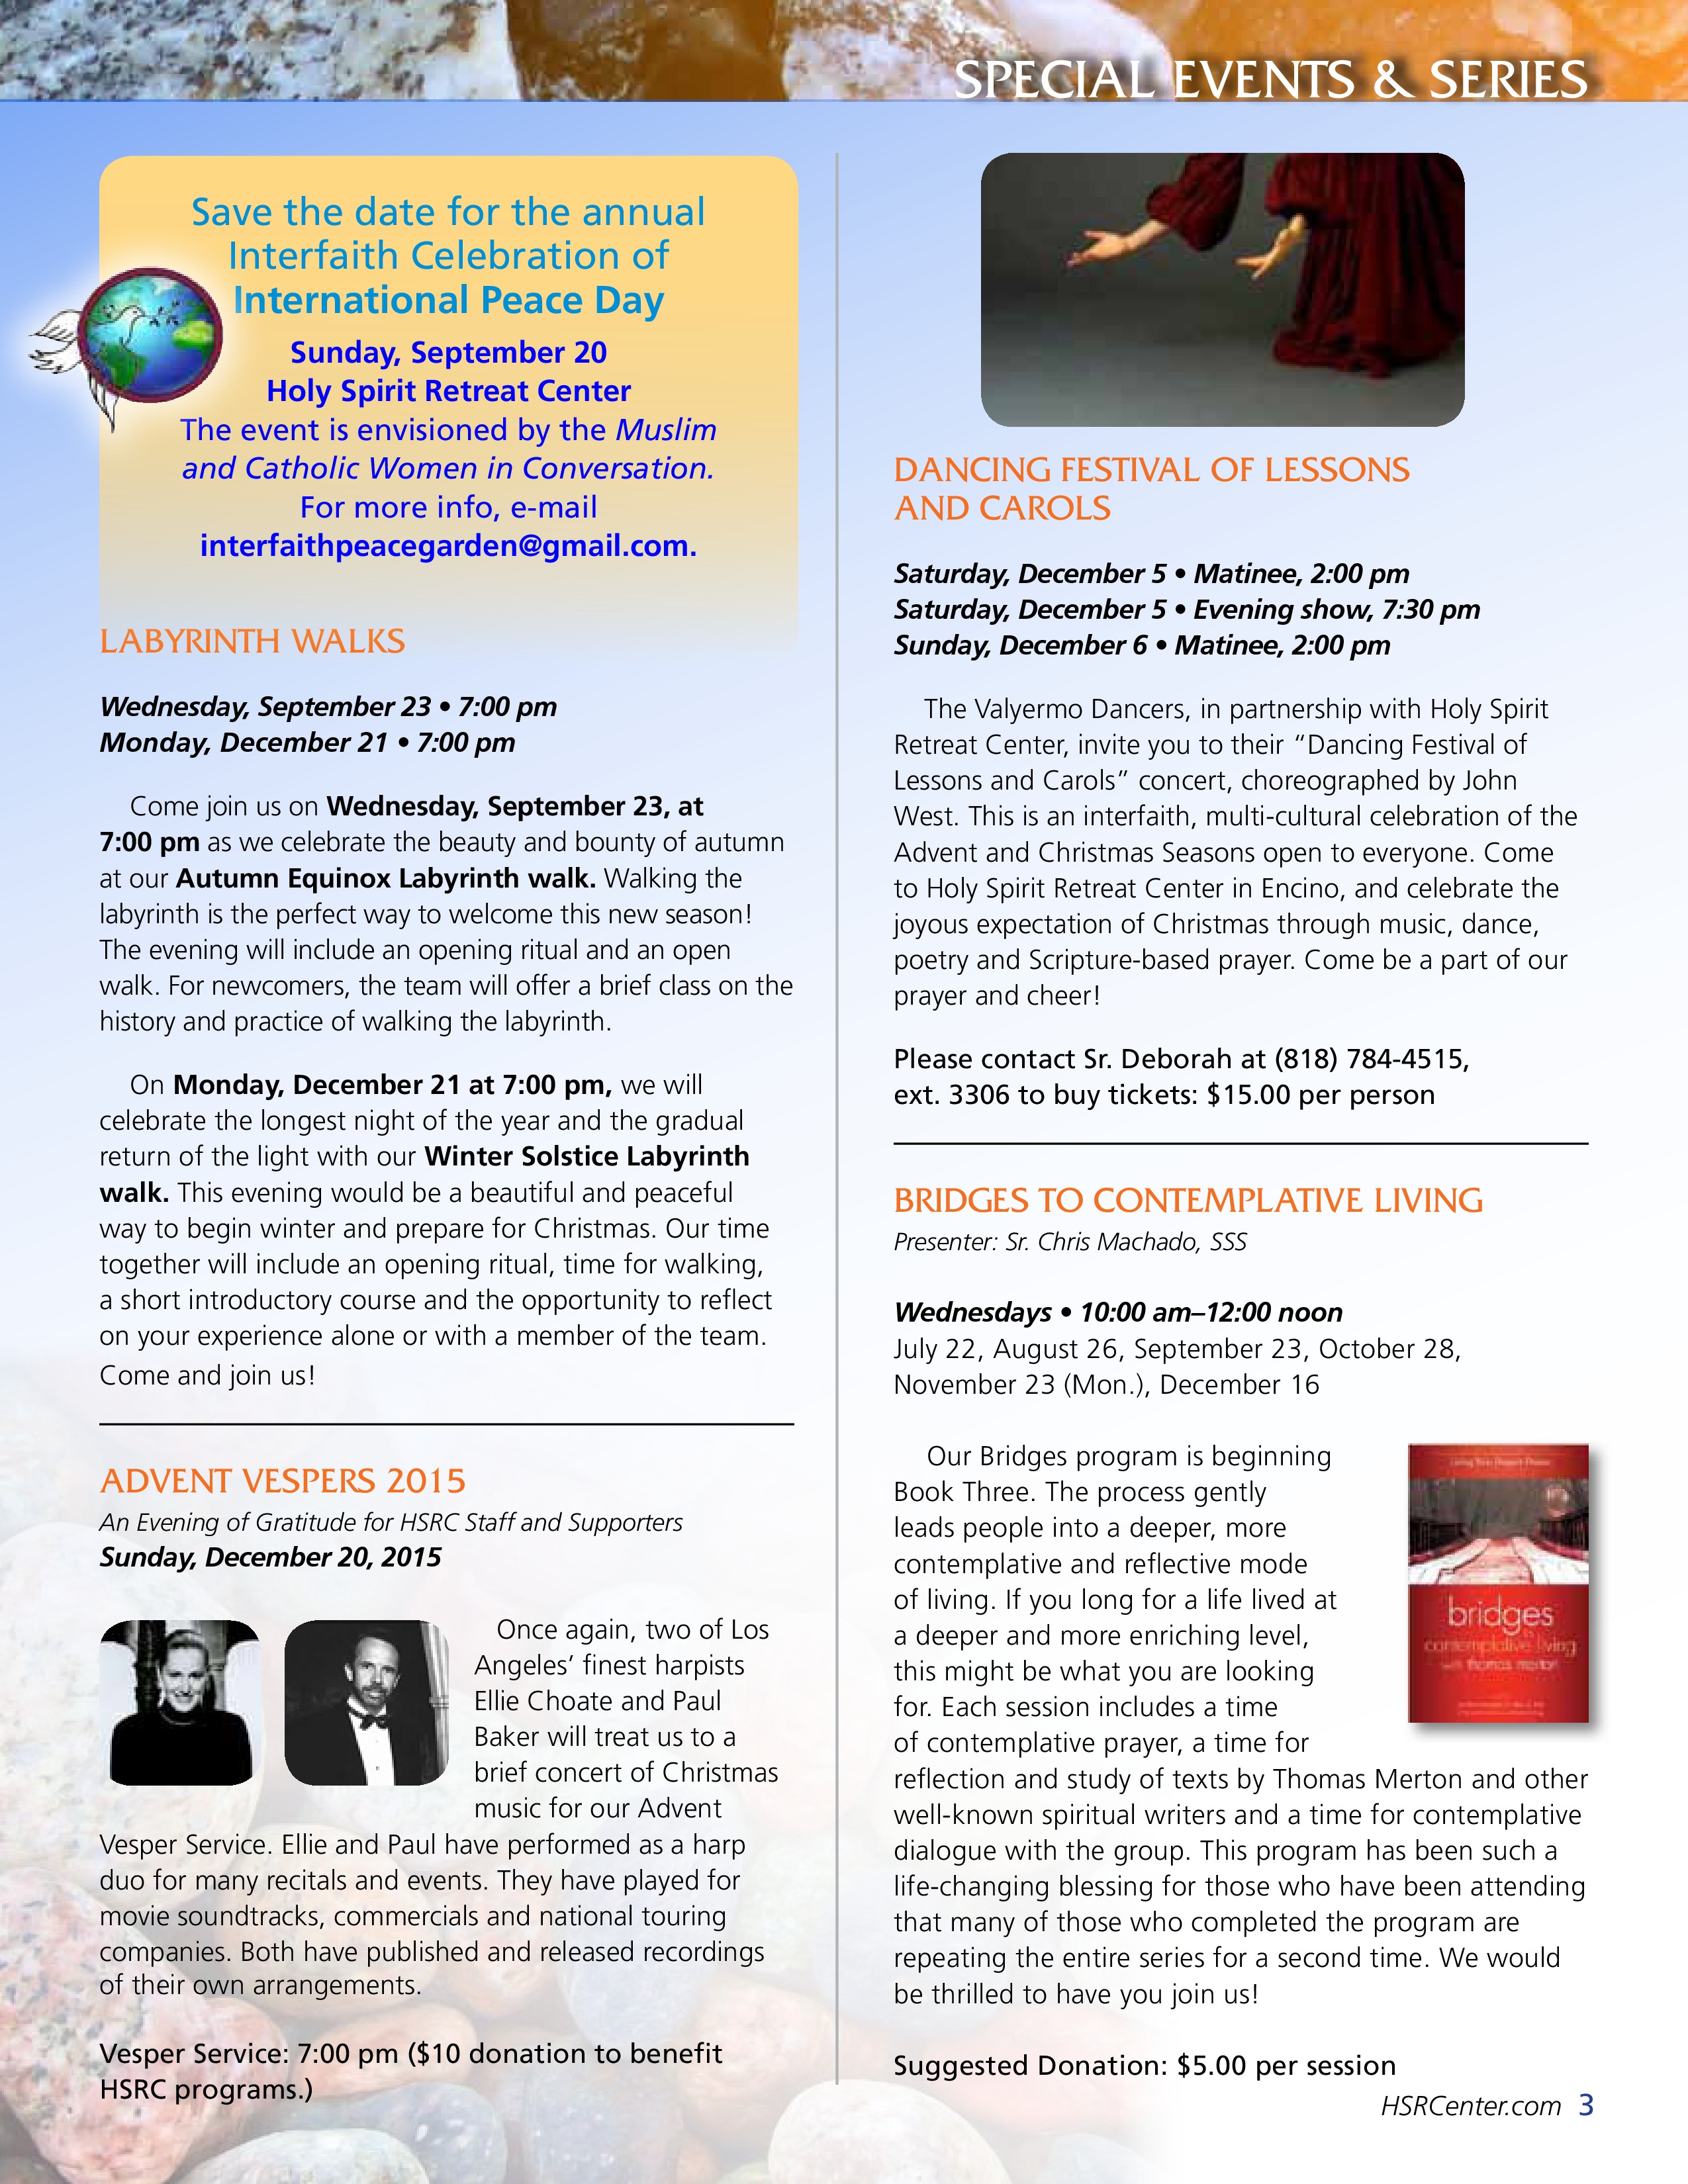 SPECIAL EVENTS & SERIES
Save the date for the annual
Interfaith Celebration of
International Peace Day
Sunday, September 20
Holy Spirit Retreat Center
The event is envisioned by the Muslim
and Catholic Women in Conversation.
For more info, e-mail
interfaithpeacegarden@gmail.com.
LABYRINTH WALKS
Wednesday, September 23 • 7:00 pm
Monday, December 21 • 7:00 pm
Come join us on Wednesday, September 23, at
7:00 pm as we celebrate the beauty and bounty of autumn
at our Autumn Equinox Labyrinth walk. Walking the
labyrinth is the perfect way to welcome this new season!
The evening will include an opening ritual and an open
walk. For newcomers, the team will offer a brief class on the
history and practice of walking the labyrinth.
On Monday, December 21 at 7:00 pm, we will
celebrate the longest night of the year and the gradual
return of the light with our Winter Solstice Labyrinth
walk. This evening would be a beautiful and peaceful
way to begin winter and prepare for Christmas. Our time
together will include an opening ritual, time for walking,
a short introductory course and the opportunity to reflect
on your experience alone or with a member of the team.
Come and join us!
ADVENT VESPERS 2015
An Evening of Gratitude for HSRC Staff and Supporters
Sunday, December 20, 2015
Once again, two of Los
Angeles’ finest harpists
Ellie Choate and Paul
Baker will treat us to a
brief concert of Christmas
music for our Advent
Vesper Service. Ellie and Paul have performed as a harp
duo for many recitals and events. They have played for
movie soundtracks, commercials and national touring
companies. Both have published and released recordings
of their own arrangements.
Vesper Service: 7:00 pm ($10 donation to benefit
HSRC programs.)
DANCING FESTIVAL OF LESSONS
AND CAROLS
Saturday, December 5 • Matinee, 2:00 pm
Saturday, December 5 • Evening show, 7:30 pm
Sunday, December 6 • Matinee, 2:00 pm
The Valyermo Dancers, in partnership with Holy Spirit
Retreat Center, invite you to their “Dancing Festival of
Lessons and Carols” concert, choreographed by John
West. This is an interfaith, multi-cultural celebration of the
Advent and Christmas Seasons open to everyone. Come
to Holy Spirit Retreat Center in Encino, and celebrate the
joyous expectation of Christmas through music, dance,
poetry and Scripture-based prayer. Come be a part of our
prayer and cheer!
Please contact Sr. Deborah at (818) 784-4515,
ext. 3306 to buy tickets: $15.00 per person
BRIDGES TO CONTEMPLATIVE LIVING
Presenter: Sr. Chris Machado, SSS
Wednesdays • 10:00 am–12:00 noon
July 22, August 26, September 23, October 28,
November 23 (Mon.), December 16
Our Bridges program is beginning
Book Three. The process gently
leads people into a deeper, more
contemplative and reflective mode
of living. If you long for a life lived at
a deeper and more enriching level,
this might be what you are looking
for. Each session includes a time
of contemplative prayer, a time for
reflection and study of texts by Thomas Merton and other
well-known spiritual writers and a time for contemplative
dialogue with the group. This program has been such a
life-changing blessing for those who have been attending
that many of those who completed the program are
repeating the entire series for a second time. We would
be thrilled to have you join us!
bridges
contemplative living
with thomas merton
Suggested Donation: $5.00 per session
HSRCenter.com 3